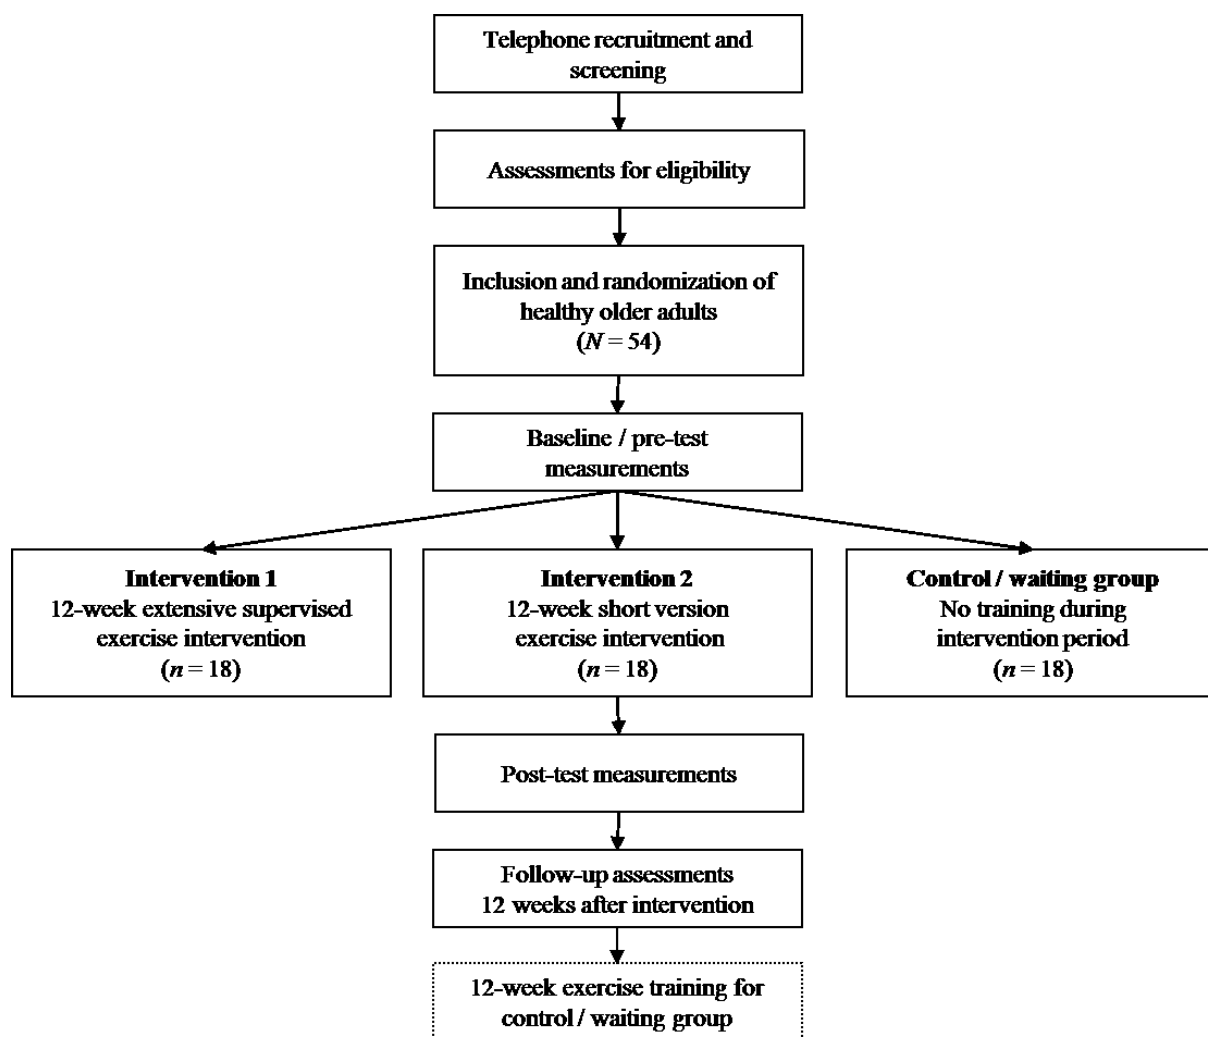 Telephone recruitment and
screening
Assessments for eligibility
Inclusion and randomization of
healthy older adults
(N = 54)
Baseline / pre-test
measurements
Intervention 1
12-week extensive supervised
exercise intervention
(n = 18)
Intervention 2
12-week short version
exercise intervention
(n = 18)
Control / waiting group
No training during
intervention period
(n = 18)
Post-test measurements
Follow-up assessments
12 weeks after intervention
12-week exercise training for
control / waiting group